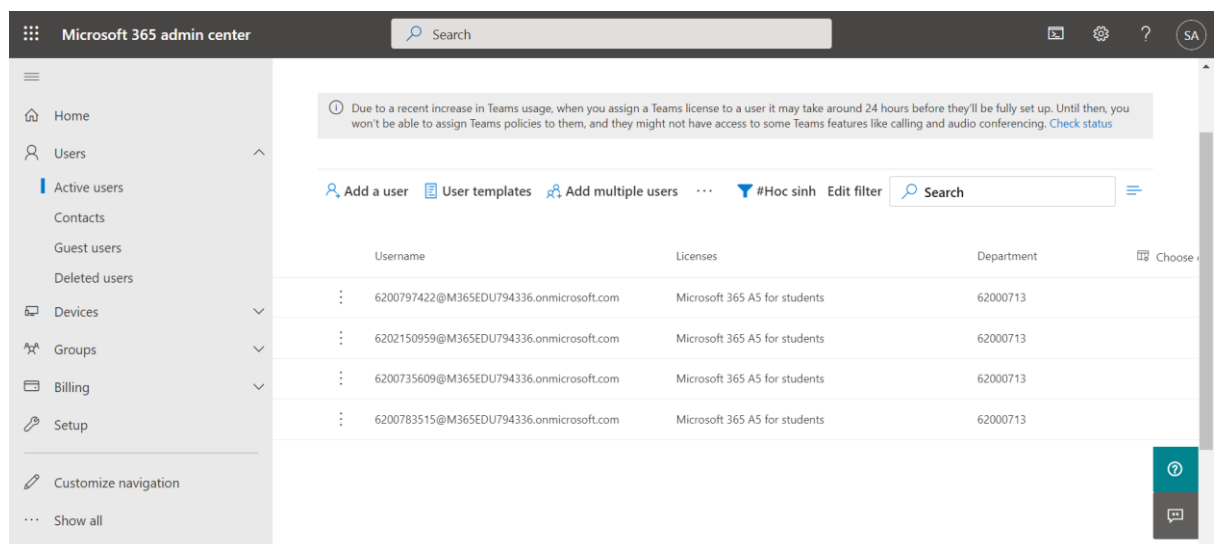 Microsoft 365 admin center
Search
SA
Home
Users
Active users
Contacts
Guest users
Deleted users
Devices
Groups
Billing
Setup
Customize navigation
Show all
Due to a recent increase in Teams usage, when you assign a Teams license to a user it may take around 24 hours before they'll be fully set up. Until then, you
won't be able to assign Teams policies to them, and they might not have access to some Teams features like calling and audio conferencing. Check status
Add a user User templates Add multiple users ... #Hoc sinh Edit filter Search
Username Licenses Department Choose
6200797422@M365EDU794336.onmicrosoft.com Microsoft 365 A5 for students 62000713
6202150959@M365EDU794336.onmicrosoft.com Microsoft 365 A5 for students 62000713
6200735609@M365EDU794336.onmicrosoft.com Microsoft 365 A5 for students 62000713
6200783515@M365EDU794336.onmicrosoft.com Microsoft 365 A5 for students 62000713